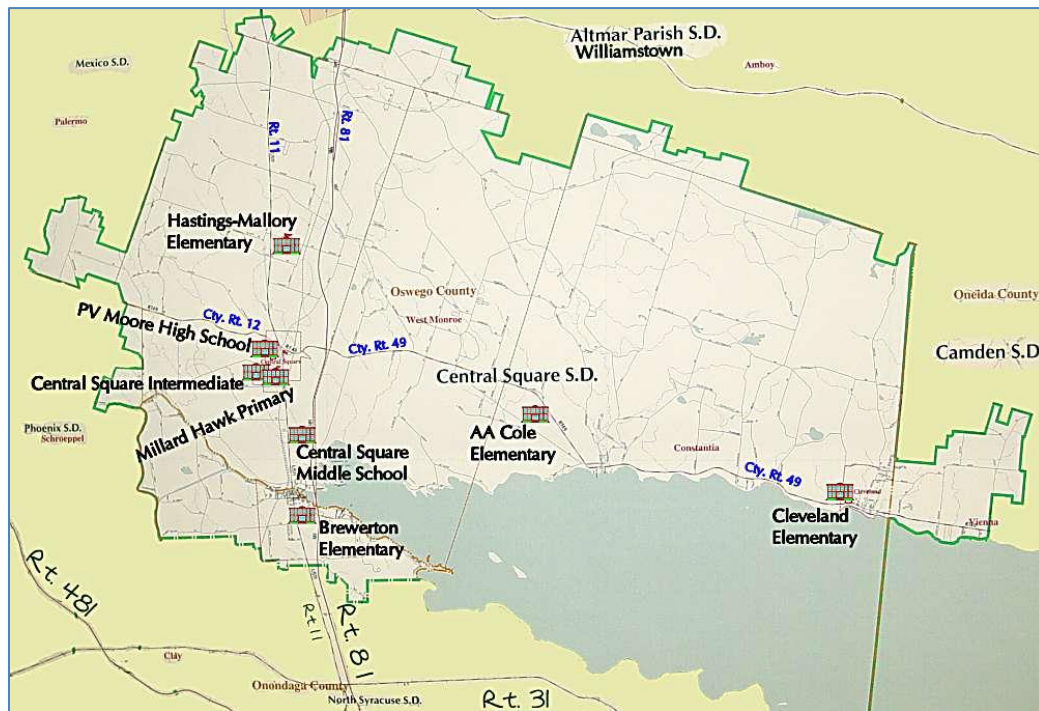 Altmar Parish S.D.
Williamstown
Mexico S.D.
Amboy
Palermo
Rt. 11
Rt. 81
Hastings-Mallory
Elementary
Oswego County
Oneida County
Cty. Rt. 12
West Monroe
PV Moore High School
Cty. Rt. 49
Central Square
Camden S.D.
Central Square Intermediate
Central Square S.D.
Millard Hawk Primary
Phoenix S.D.
Schroeppel
AA Cole
Elementary
Central Square
Middle School
Constantia
Cty. Rt. 49
Cleveland
Cleveland
Elementary
Vienna
Brewerton
Elementary
Rt. 481
Rt 11
Rt. 81
Clay
Onondaga County
North Syracuse S.D.
Rt. 31